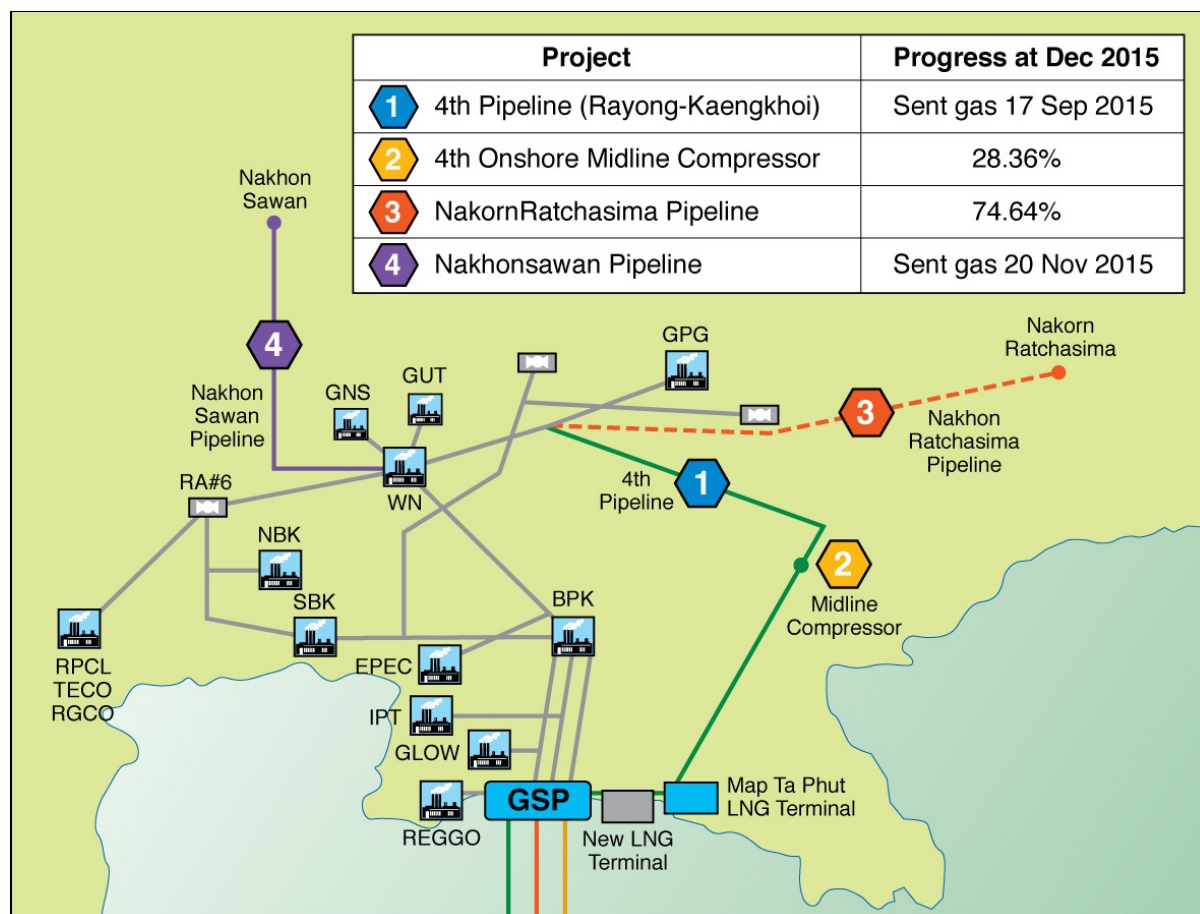 Project Progress at Dec 2015
1 4th Pipeline (Rayong-Kaengkhoi) Sent gas 17 Sep 2015
2 4th Onshore Midline Compressor 28.36%
3 NakornRatchasima Pipeline 74.64%
4 Nakhonsawan Pipeline Sent gas 20 Nov 2015
Nakhon
Sawan
4
Nakhon
Sawan
Pipeline
GNS
GUT
GPG
Nakorn
Ratchasima
3
Nakhon
Ratchasima
Pipeline
WN
4th
Pipeline
1
RA#6
NBK
SBK
BPK
2
Midline
Compressor
RPCL
TECO
RGCO
EPEC
IPT
GLOW
REGGO
GSP
New LNG
Terminal
Map Ta Phut
LNG Terminal